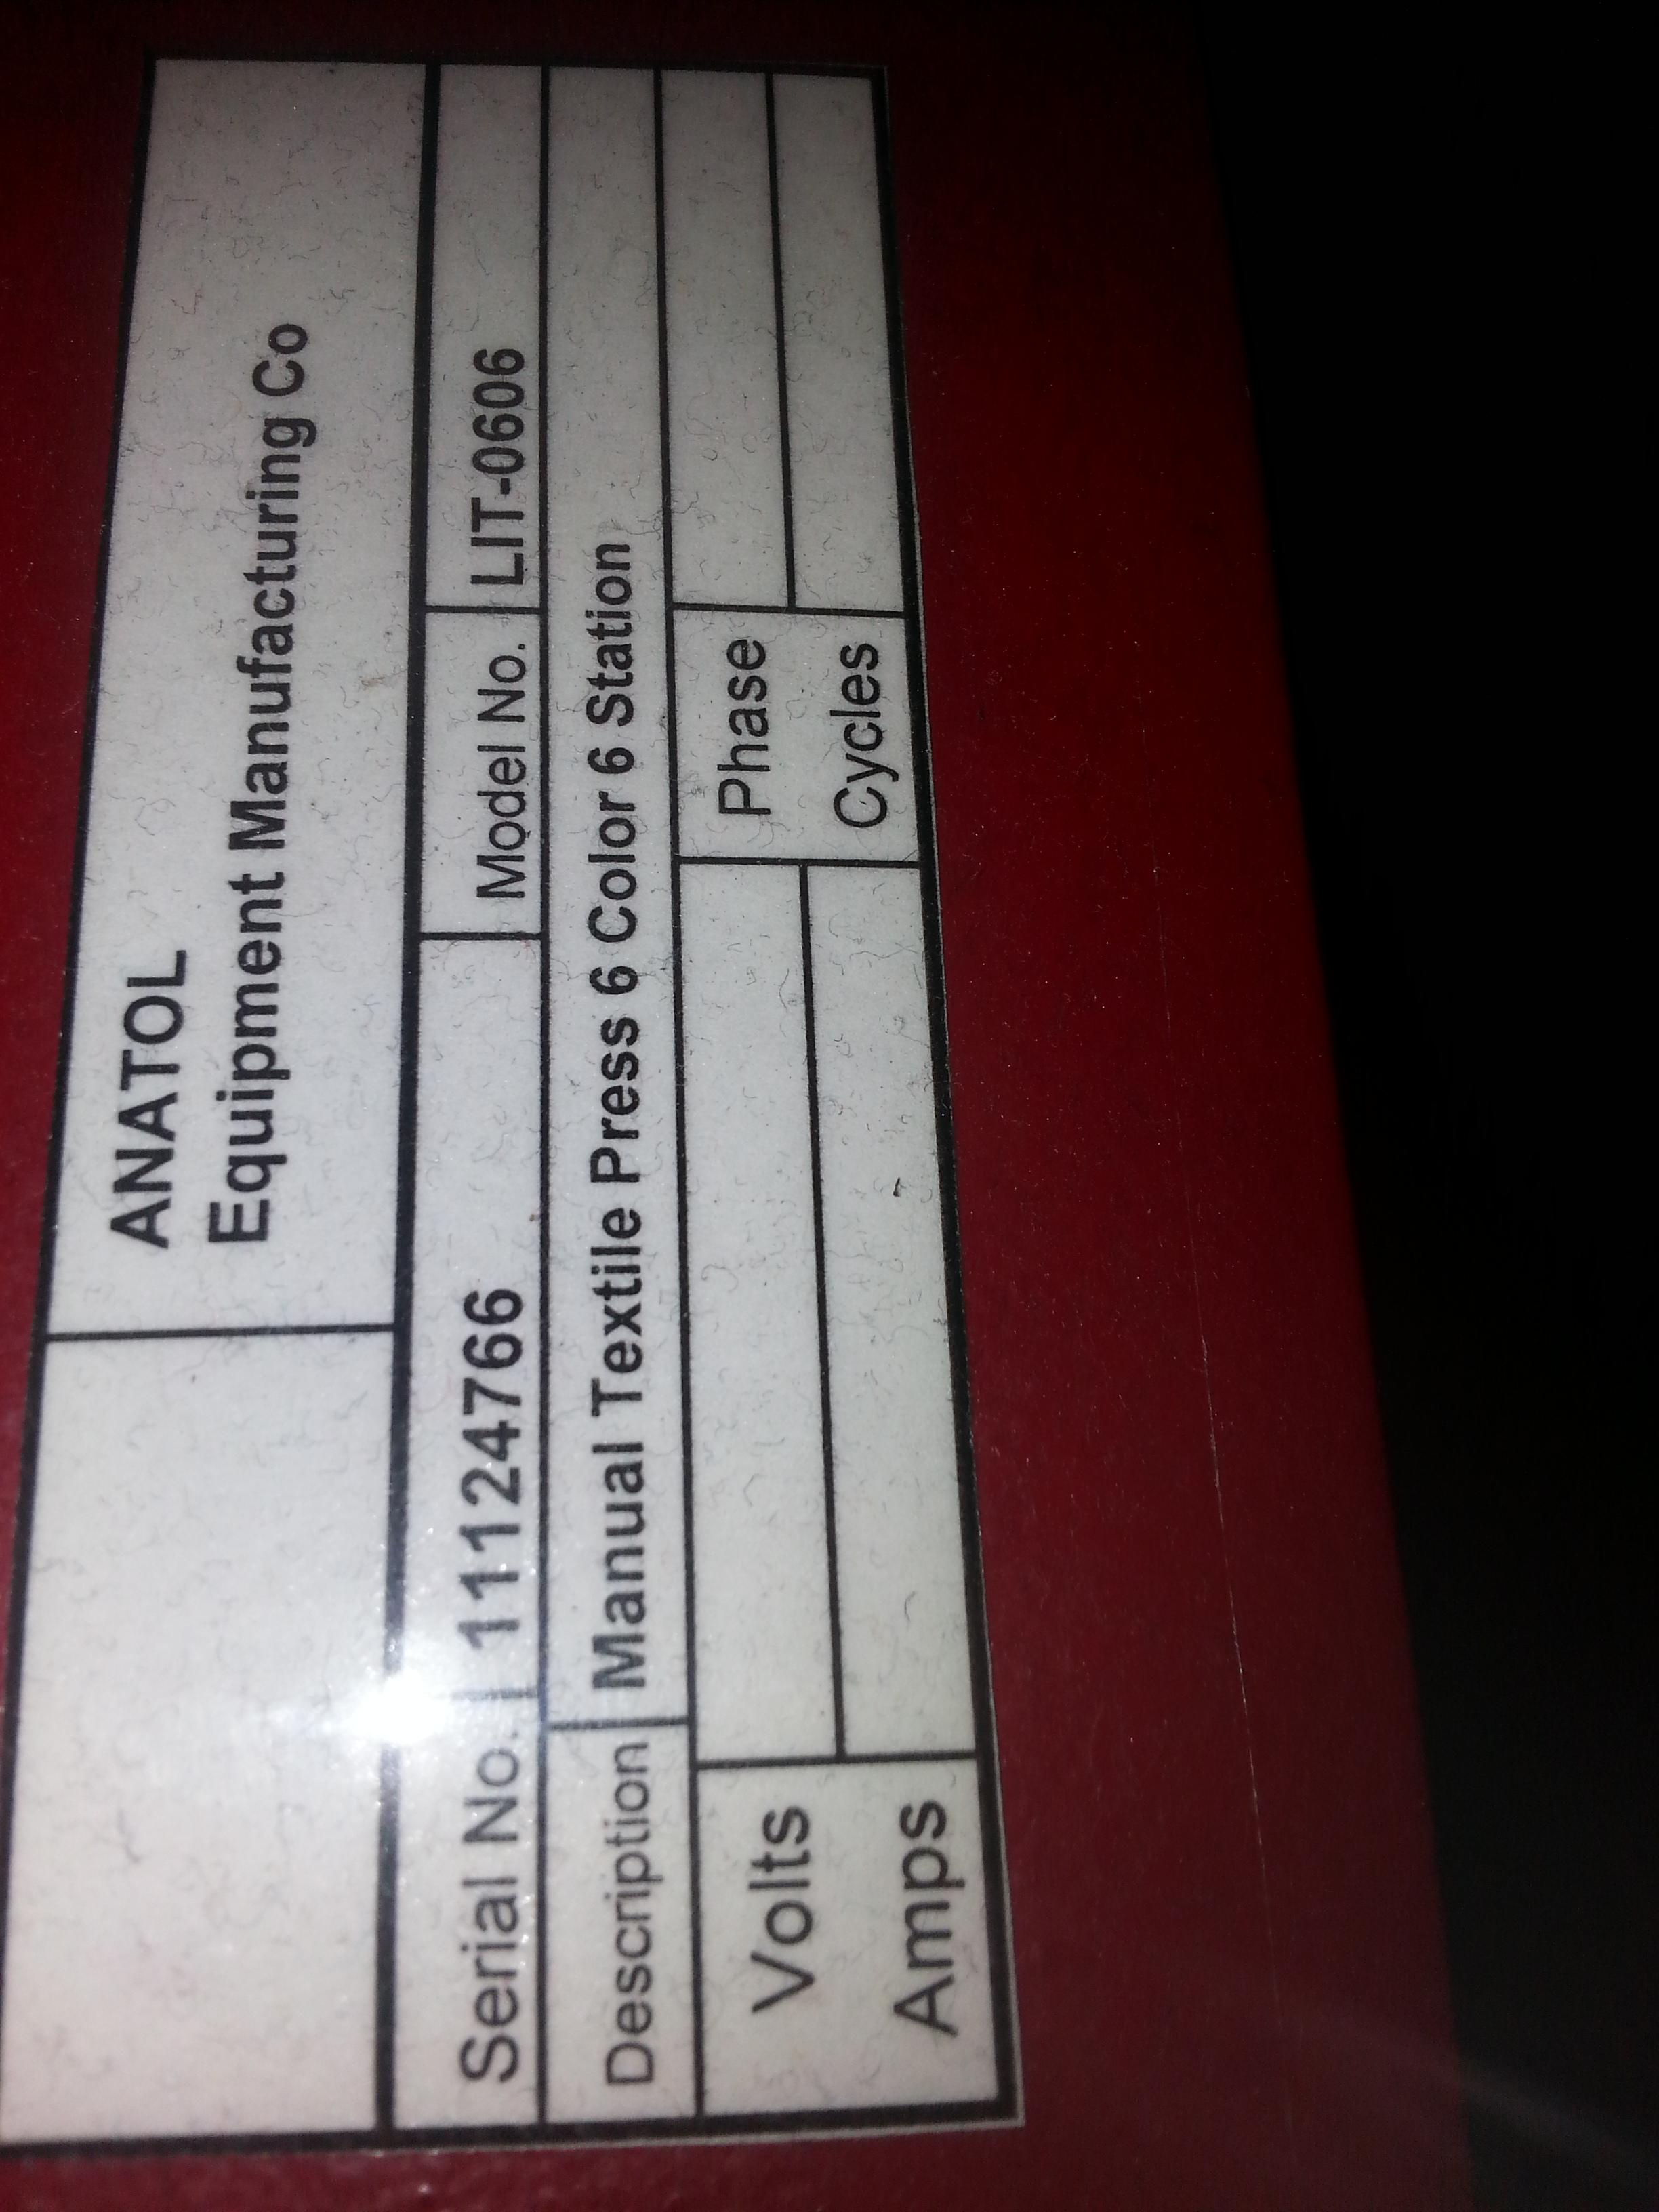 ANATOL
Equipment Manufacturing Co
Serial No. 11124766 Model No. LIT-0606
Description Manual Textile Press 6 Color 6 Station
Volts Phase
Amps Cycles